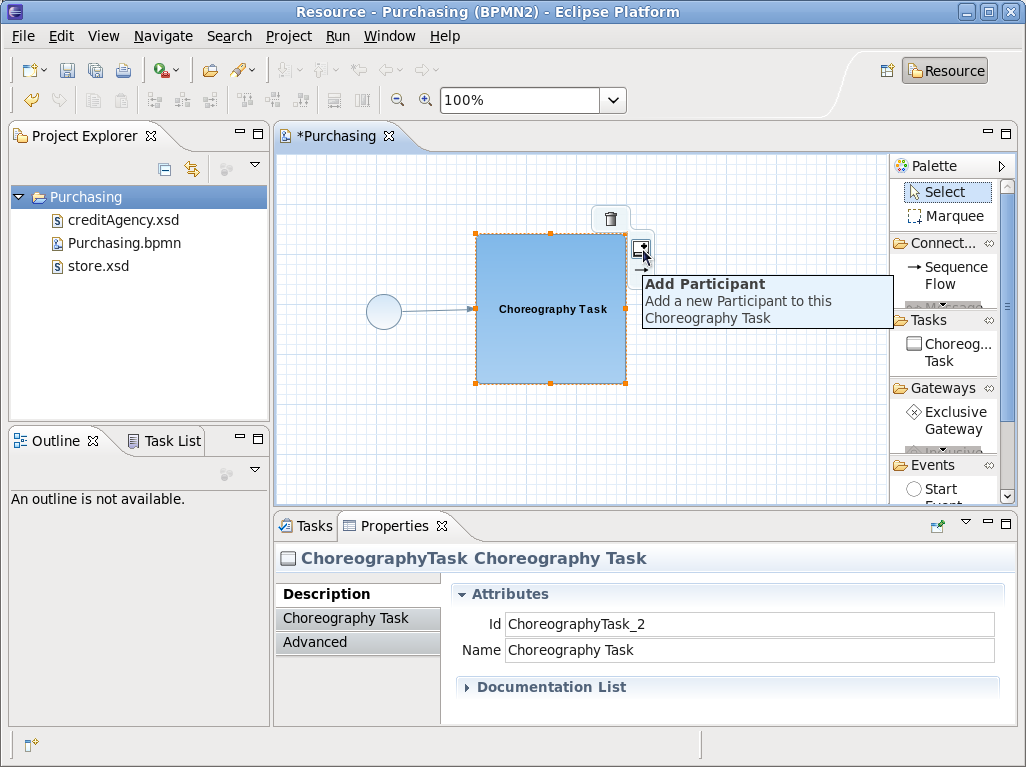 Resource - Purchasing (BPMN2) - Eclipse Platform
File Edit View Navigate Search Project Run Window Help
Resource
100%
Project Explorer
Purchasing
creditAgency.xsd
Purchasing.bpmn
store.xsd
Outline
Task List
An outline is not available.
*Purchasing
Choreography Task
Add Participant
Add a new Participant to this
Choreography Task
Palette
Select
Marquee
Connect...
Sequence
Flow
Tasks
Choreog...
Task
Gateways
Exclusive
Gateway
Events
Start
Tasks
Properties
ChoreographyTask Choreography Task
Description
Choreography Task
Advanced
Attributes
Id ChoreographyTask_2
Name Choreography Task
Documentation List